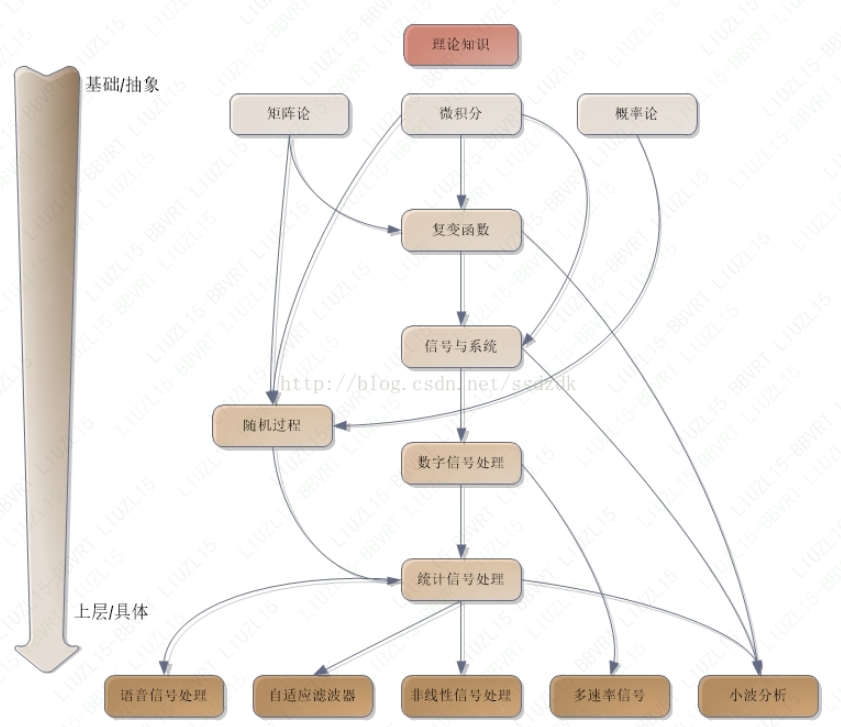 理论知识
基础/抽象
矩阵论
微积分
概率论
复变函数
信号与系统
http://blog.csdn.net/ssdzdk
随机过程
数字信号处理
统计信号处理
上层/具体
语音信号处理
自适应滤波器
非线性信号处理
多速率信号
小波分析
LIUZL15-BBVRT LIUZL15